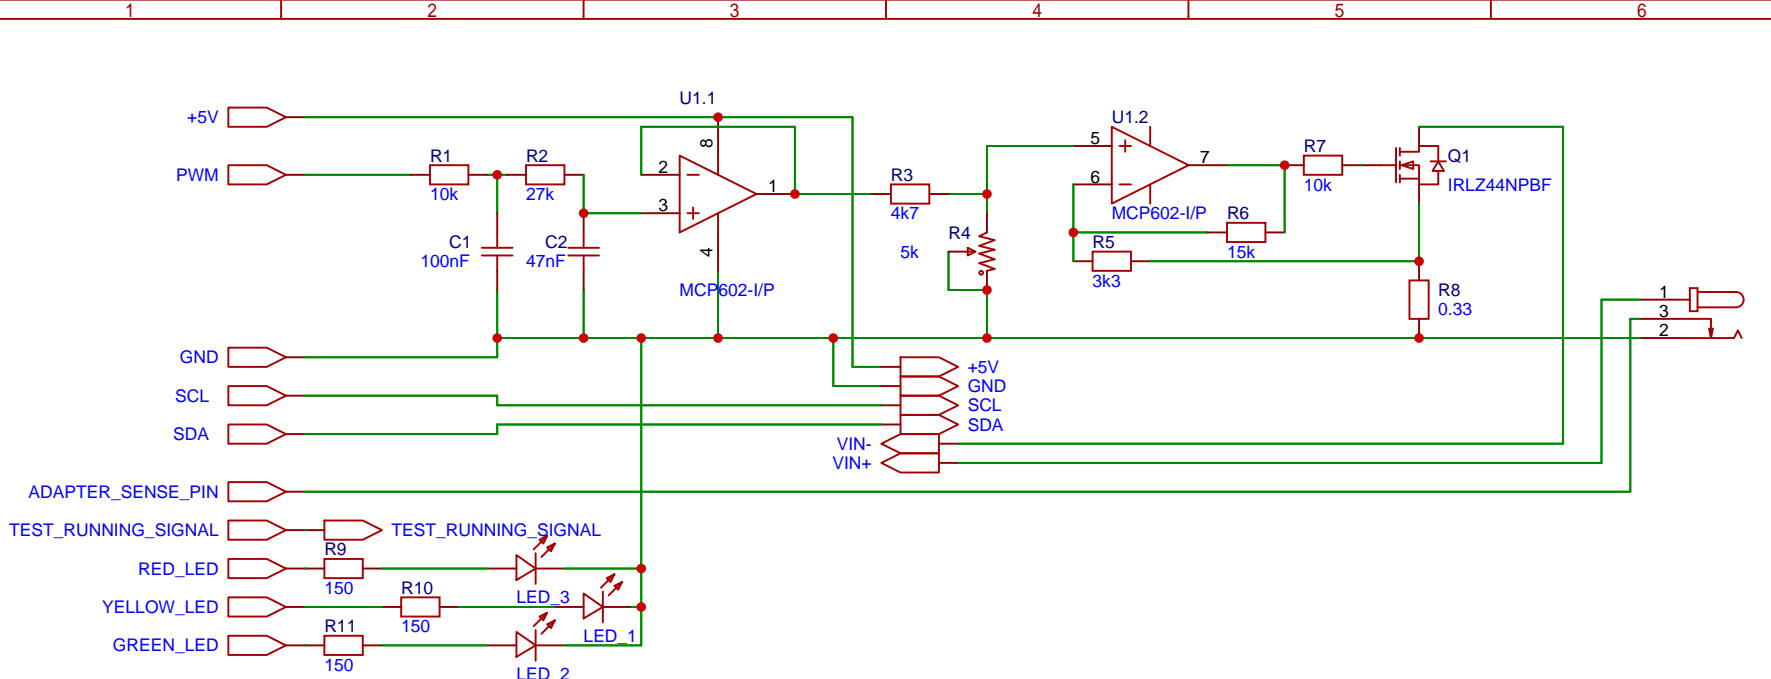 1 2 3 4 5 6
U1.1
+5V
U1.2
8
5
PWM
R1
R2
2
7
R7
Q1
10k
27k
1
R3
6
10k
IRLZ44NPBF
3
4k7
MCP602-I/P
R6
C1
C2
4
R4
R5
100nF
47nF
5k
15k
MCP602-I/P
3k3
R8
0.33
1
3
2
GND
+5V
GND
SCL
SCL
SDA
SDA
VIN-
VIN+
ADAPTER_SENSE_PIN
TEST_RUNNING_SIGNAL
TEST_RUNNING_SIGNAL
R9
RED_LED
150
R10
LED_3
YELLOW_LED
150
R11
LED_1
GREEN_LED
150
LED_2